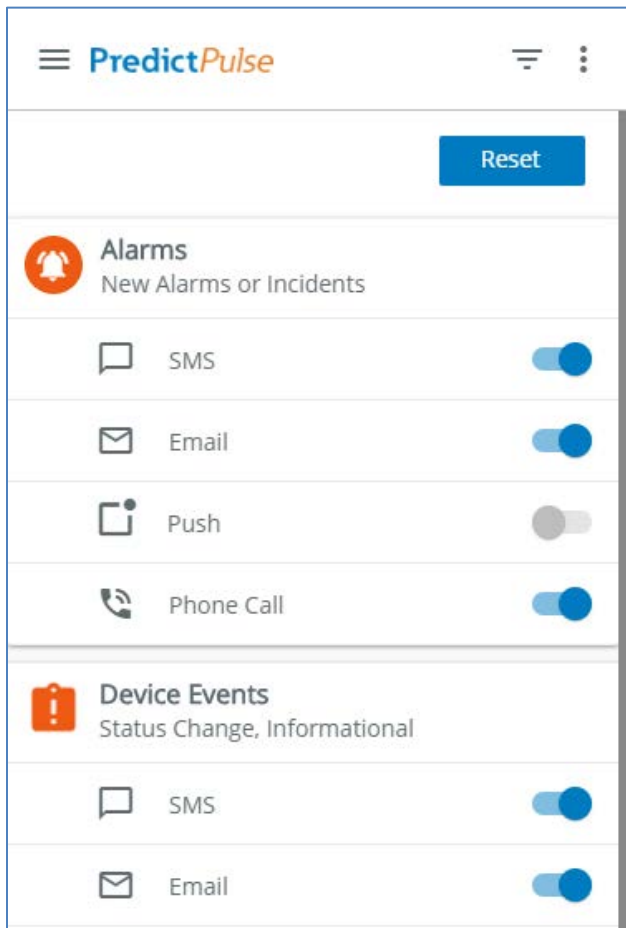 PredictPulse
Reset
Alarms
New Alarms or Incidents
SMS
Email
Push
Phone Call
Device Events
Status Change, Informational
SMS
Email